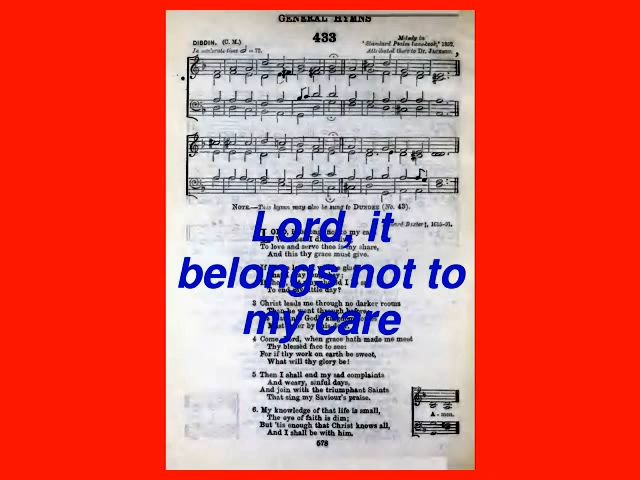 GENERAL HYMNS
433
DIBDIN. (C. M.)
Melody in
"Standard Psalm Tune-book," 1852.
In moderate time = 72.
Attributed there to Dr. JACKSON.
NOTE.—This hymn may also be sung to DUNDEE (No. 43).
Lord, it
belongs not to
my care
Baxter†, 1615-91.
To love and serve thee is my share,
And this thy grace must give.
3 Christ leads me through no darker rooms
Than he went through before;
4 Come, Lord, when grace hath made me meet
Thy blessed face to see:
For if thy work on earth be sweet,
What will thy glory be!
5 Then I shall end my sad complaints
And weary, sinful days,
And join with the triumphant Saints
That sing my Saviour's praise.
6. My knowledge of that life is small,
The eye of faith is dim;
But 'tis enough that Christ knows all,
And I shall be with him.
A - men.
578